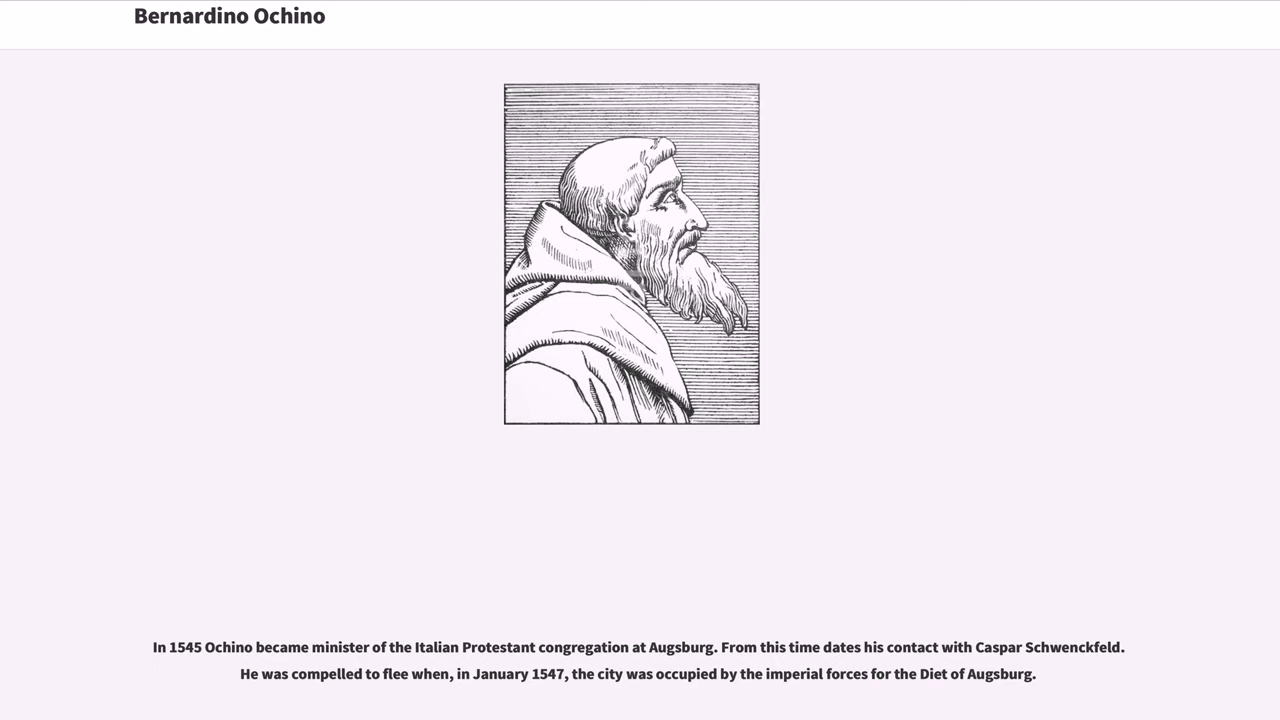 Bernardino Ochino
In 1545 Ochino became minister of the Italian Protestant congregation at Augsburg. From this time dates his contact with Caspar Schwenckfeld.
He was compelled to flee when, in January 1547, the city was occupied by the imperial forces for the Diet of Augsburg.